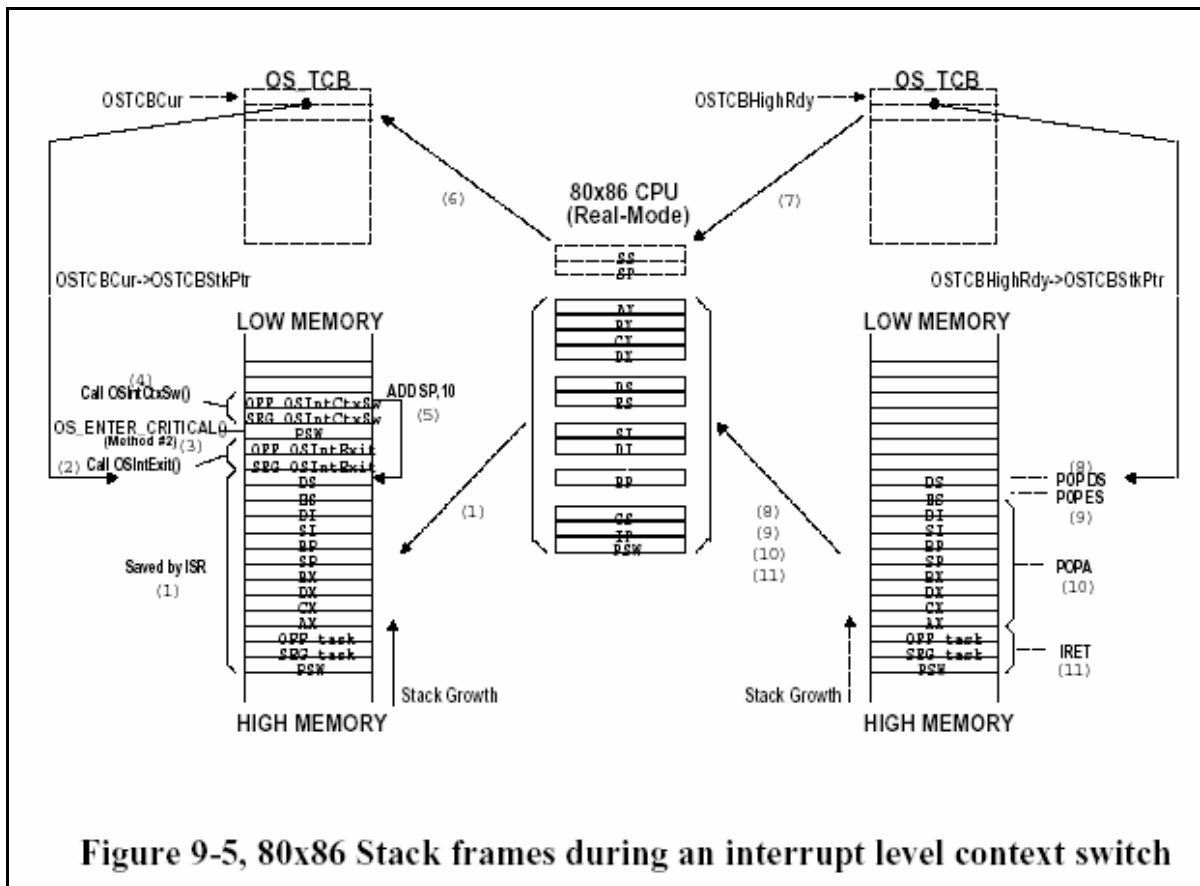 OS_TCB
OSTCBCur
(6)
OSTCBCur->OSTCBStkPtr
LOW MEMORY
(4)
Call OSIntCtxSw()
OS_ENTER_CRITICAL()
(Method #2)
(3)
(2)
Call OSIntExit()
OFF OSIntCtxSw
SEG OSIntCtxSw
PSW
OFF OSIntExit
SEG OSIntExit
DS
ES
DI
SI
BP
SP
BX
DX
CX
AX
OFF task
SEG task
PSW
ADD SP,10
(5)
Saved by ISR
(1)
Stack Growth
HIGH MEMORY
80x86 CPU
(Real-Mode)
SS
SP
AX
BX
CX
DX
DS
ES
SI
DI
BP
CS
IP
PSW
(1)
(8)
(9)
(10)
(11)
OS_TCB
OSTCBHighRdy
(7)
OSTCBHighRdy->OSTCBStkPtr
LOW MEMORY
DS
ES
DI
SI
BP
SP
BX
DX
CX
AX
OFF task
SEG task
PSW
(8)
POP DS
POP ES
(9)
POPA
(10)
IRET
(11)
Stack Growth
HIGH MEMORY
Figure 9-5, 80x86 Stack frames during an interrupt level context switch